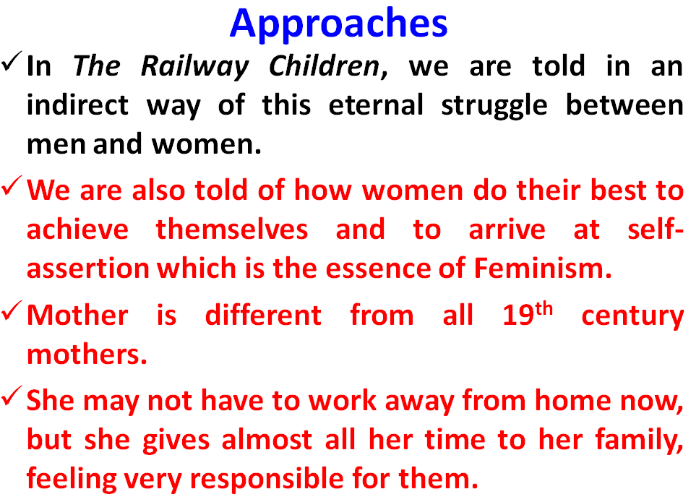 Approaches
✓ In The Railway Children, we are told in an
indirect way of this eternal struggle between
men and women.
✓ We are also told of how women do their best to
achieve themselves and to arrive at self-
assertion which is the essence of Feminism.
✓ Mother is different from all 19th century
mothers.
✓ She may not have to work away from home now,
but she gives almost all her time to her family,
feeling very responsible for them.